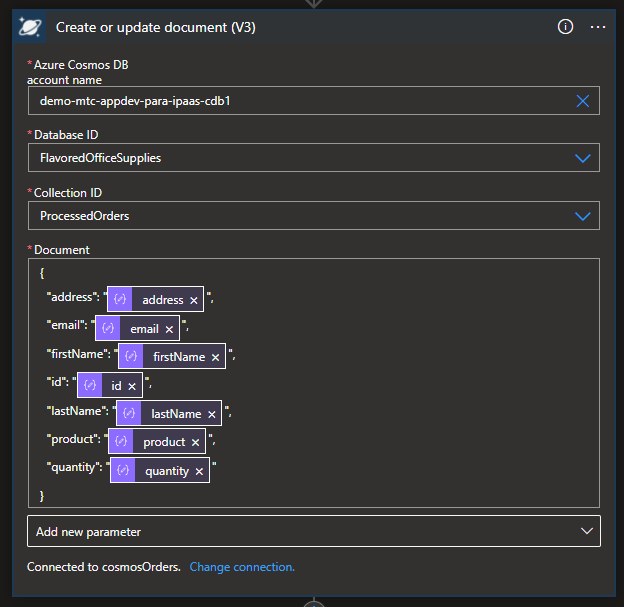 Create or update document (V3)
* Azure Cosmos DB
account name
demo-mtc-appdev-para-ipaas-cdb1
* Database ID
FlavoredOfficeSupplies
* Collection ID
ProcessedOrders
* Document
{
"address": "address",
"email": "email",
"firstName": "firstName",
"id": "id",
"lastName": "lastName",
"product": "product",
"quantity": "quantity"
}
Add new parameter
Connected to cosmosOrders. Change connection.